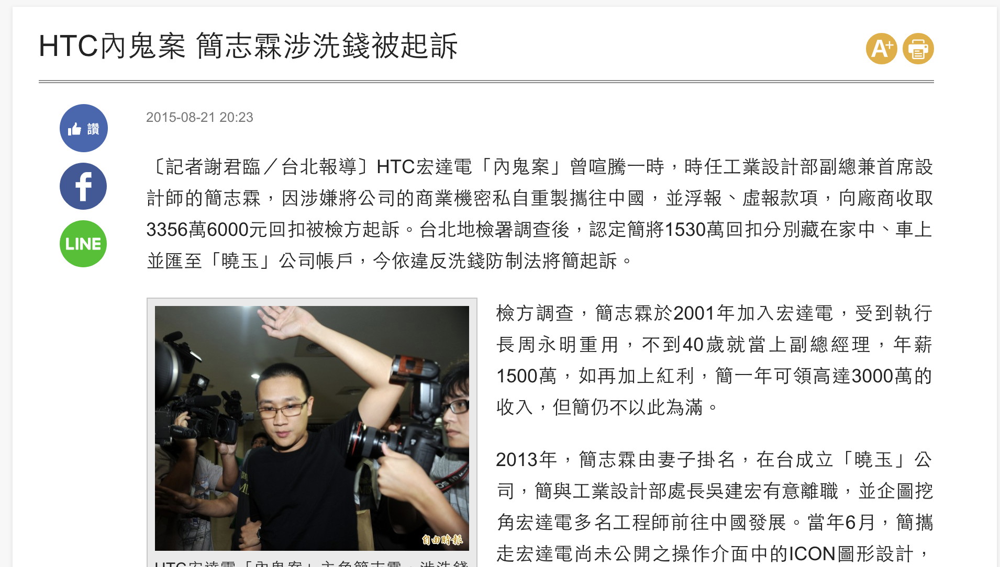 HTC內鬼案 簡志霖涉洗錢被起訴
A+
讚
f
LINE
2015-08-21 20:23
〔記者謝君臨／台北報導〕HTC宏達電「內鬼案」曾喧騰一時，時任工業設計部副總兼首席設
計師的簡志霖，因涉嫌將公司的商業機密私自重製攜往中國，並浮報、虛報款項，向廠商收取
3356萬6000元回扣被檢方起訴。台北地檢署調查後，認定簡將1530萬回扣分別藏在家中、車上
並匯至「曉玉」公司帳戶，今依違反洗錢防制法將簡起訴。
自由時報
HTC宏達電「內鬼案」主角簡志霖，涉洗錢
檢方調查，簡志霖於2001年加入宏達電，受到執行
長周永明重用，不到40歲就當上副總經理，年薪
1500萬，如再加上紅利，簡一年可領高達3000萬的
收入，但簡仍不以此為滿。
2013年，簡志霖由妻子掛名，在台成立「曉玉」公
司，簡與工業設計部處長吳建宏有意離職，並企圖挖
角宏達電多名工程師前往中國發展。當年6月，簡攜
走宏達電尚未公開之操作介面中的ICON圖形設計，